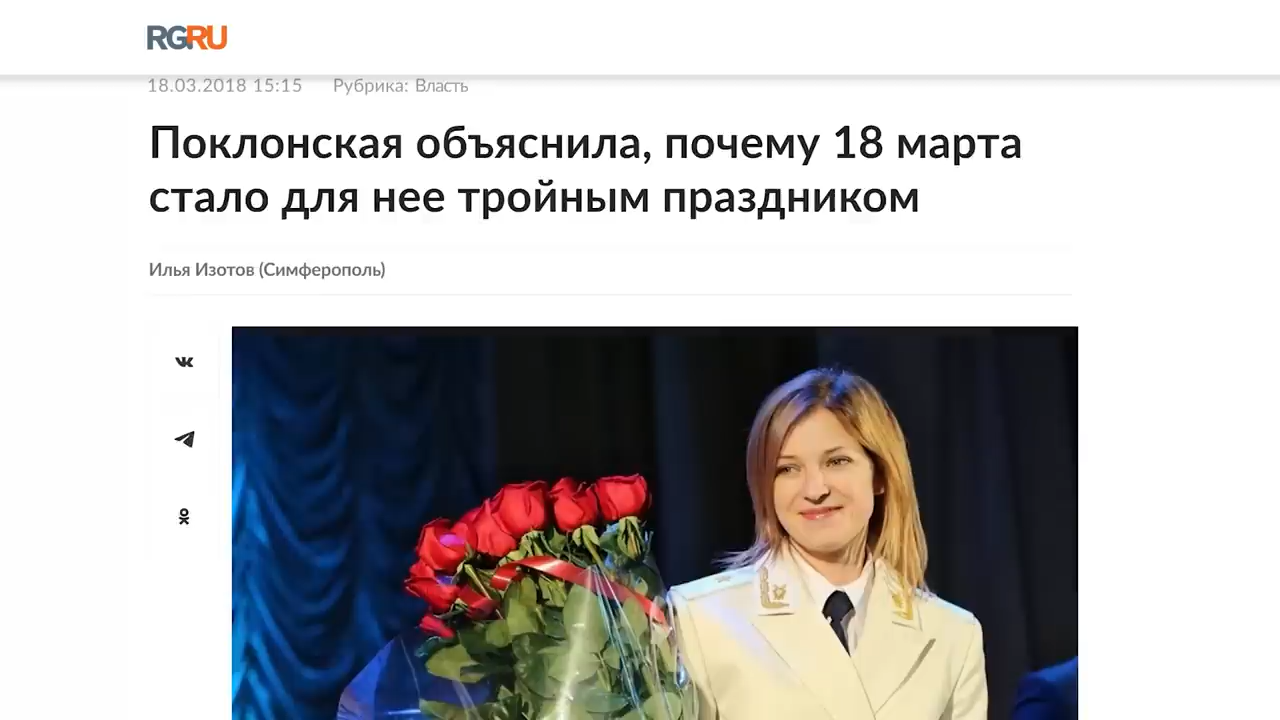 RGRU
18.03.2018 15:15 Рубрика: Власть
Поклонская объяснила, почему 18 марта
стало для нее тройным праздником
Илья Изотов (Симферополь)